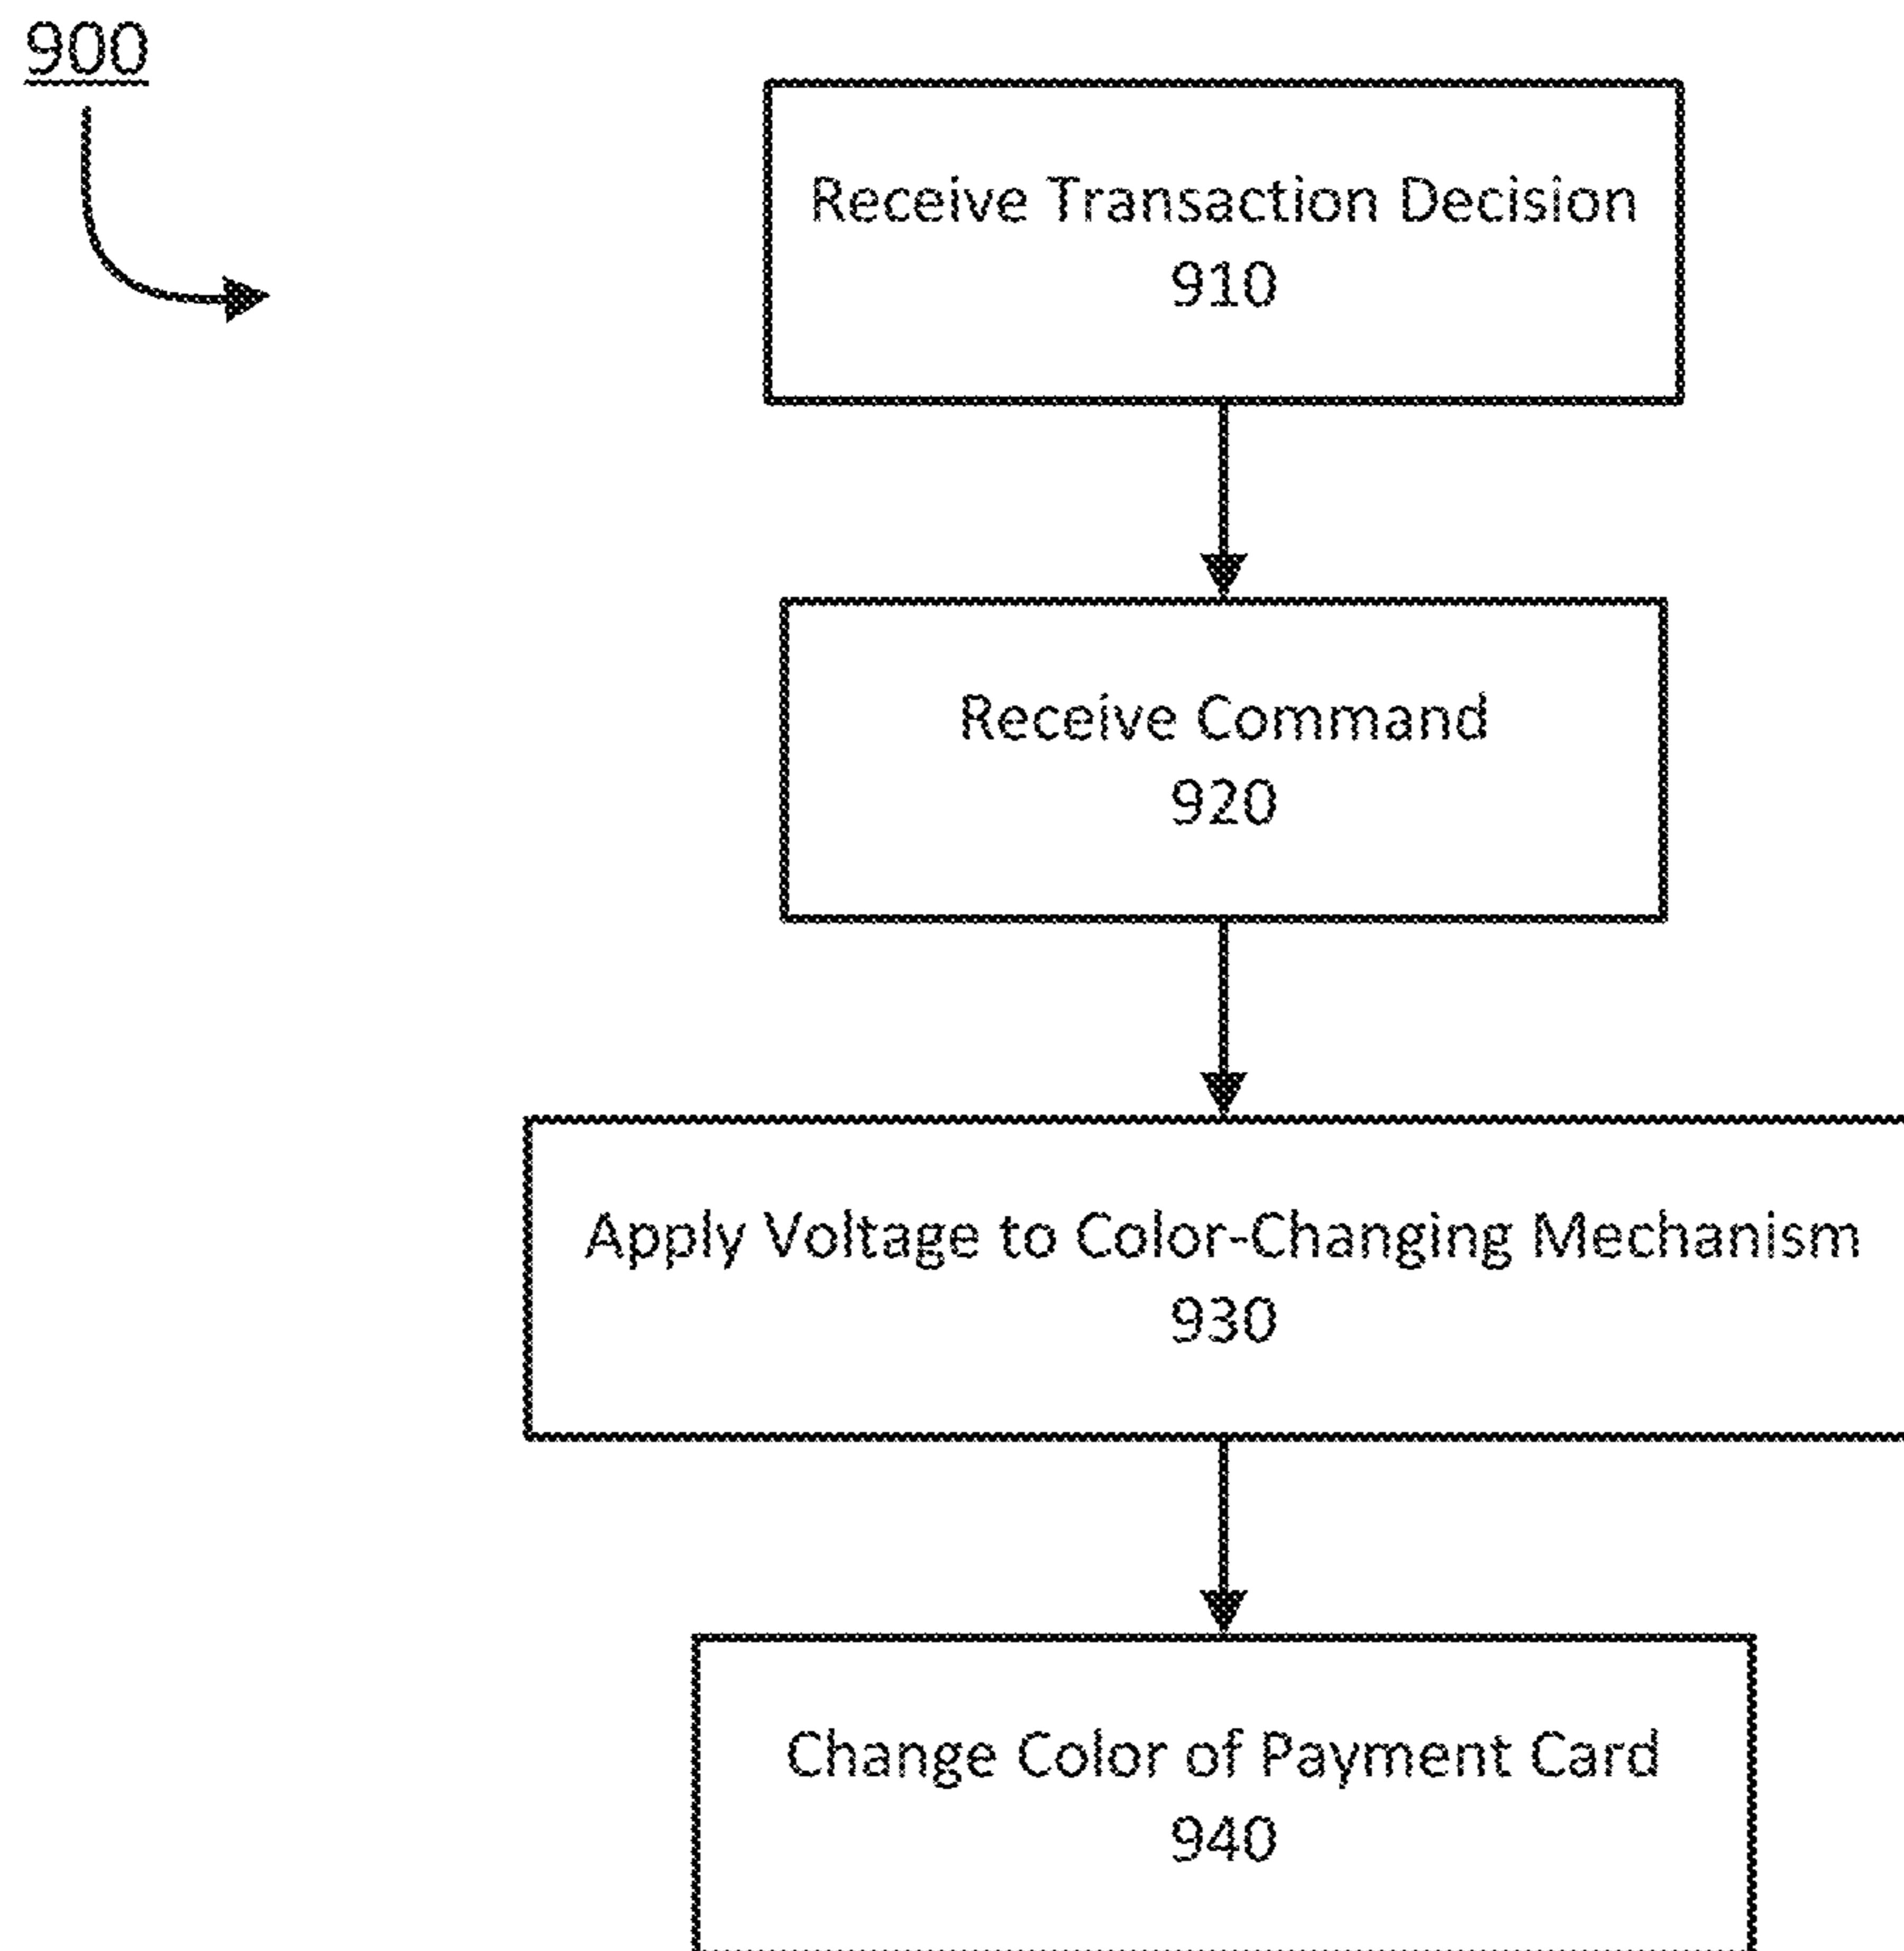 900
Receive Transaction Decision
910
Receive Command
920
Apply Voltage to Color-Changing Mechanism
930
Change Color of Payment Card
940